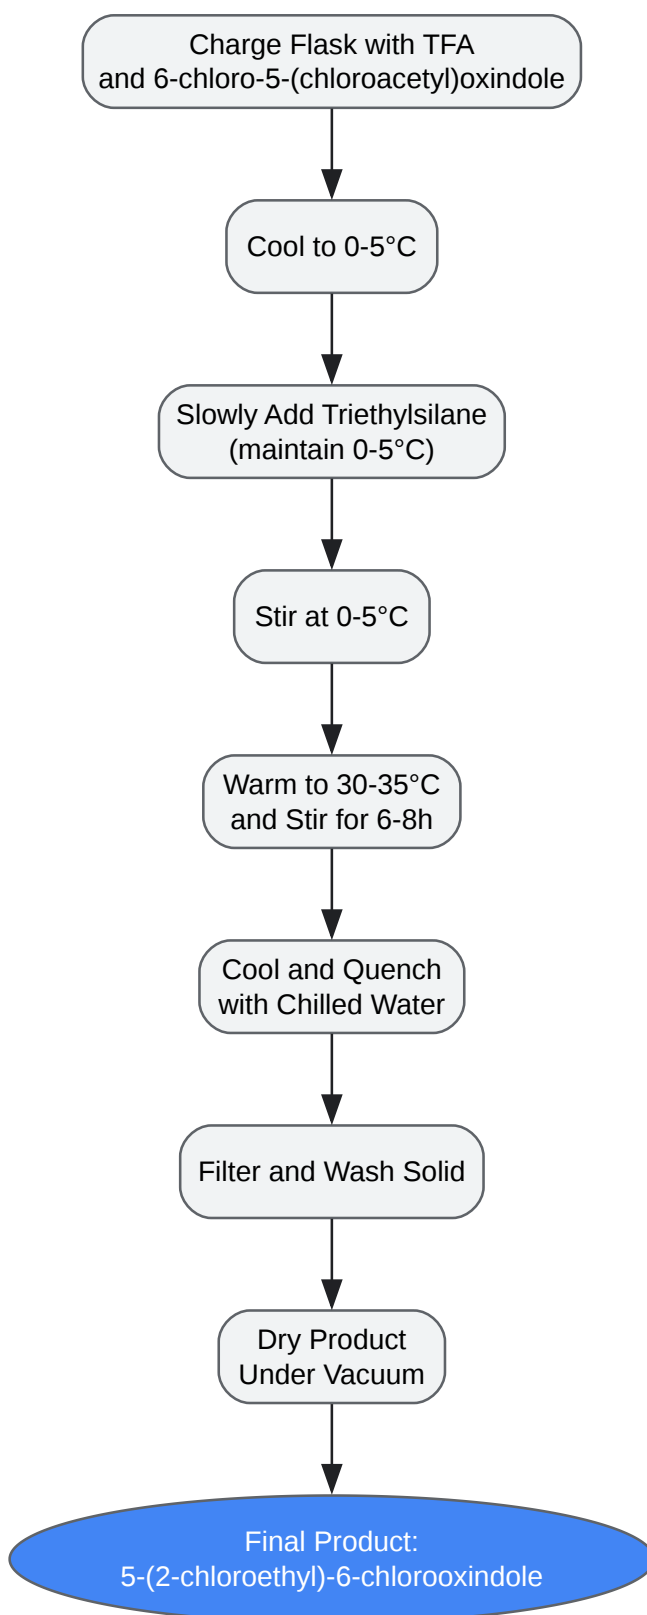 Charge Flask with TFA
and 6-chloro-5-(chloroacetyl)oxindole
Cool to 0-5°C
Slowly Add Triethylsilane
(maintain 0-5°C)
Stir at 0-5°C
Warm to 30-35°C
and Stir for 6-8h
Cool and Quench
with Chilled Water
Filter and Wash Solid
Dry Product
Under Vacuum
Final Product:
5-(2-chloroethyl)-6-chlorooxindole